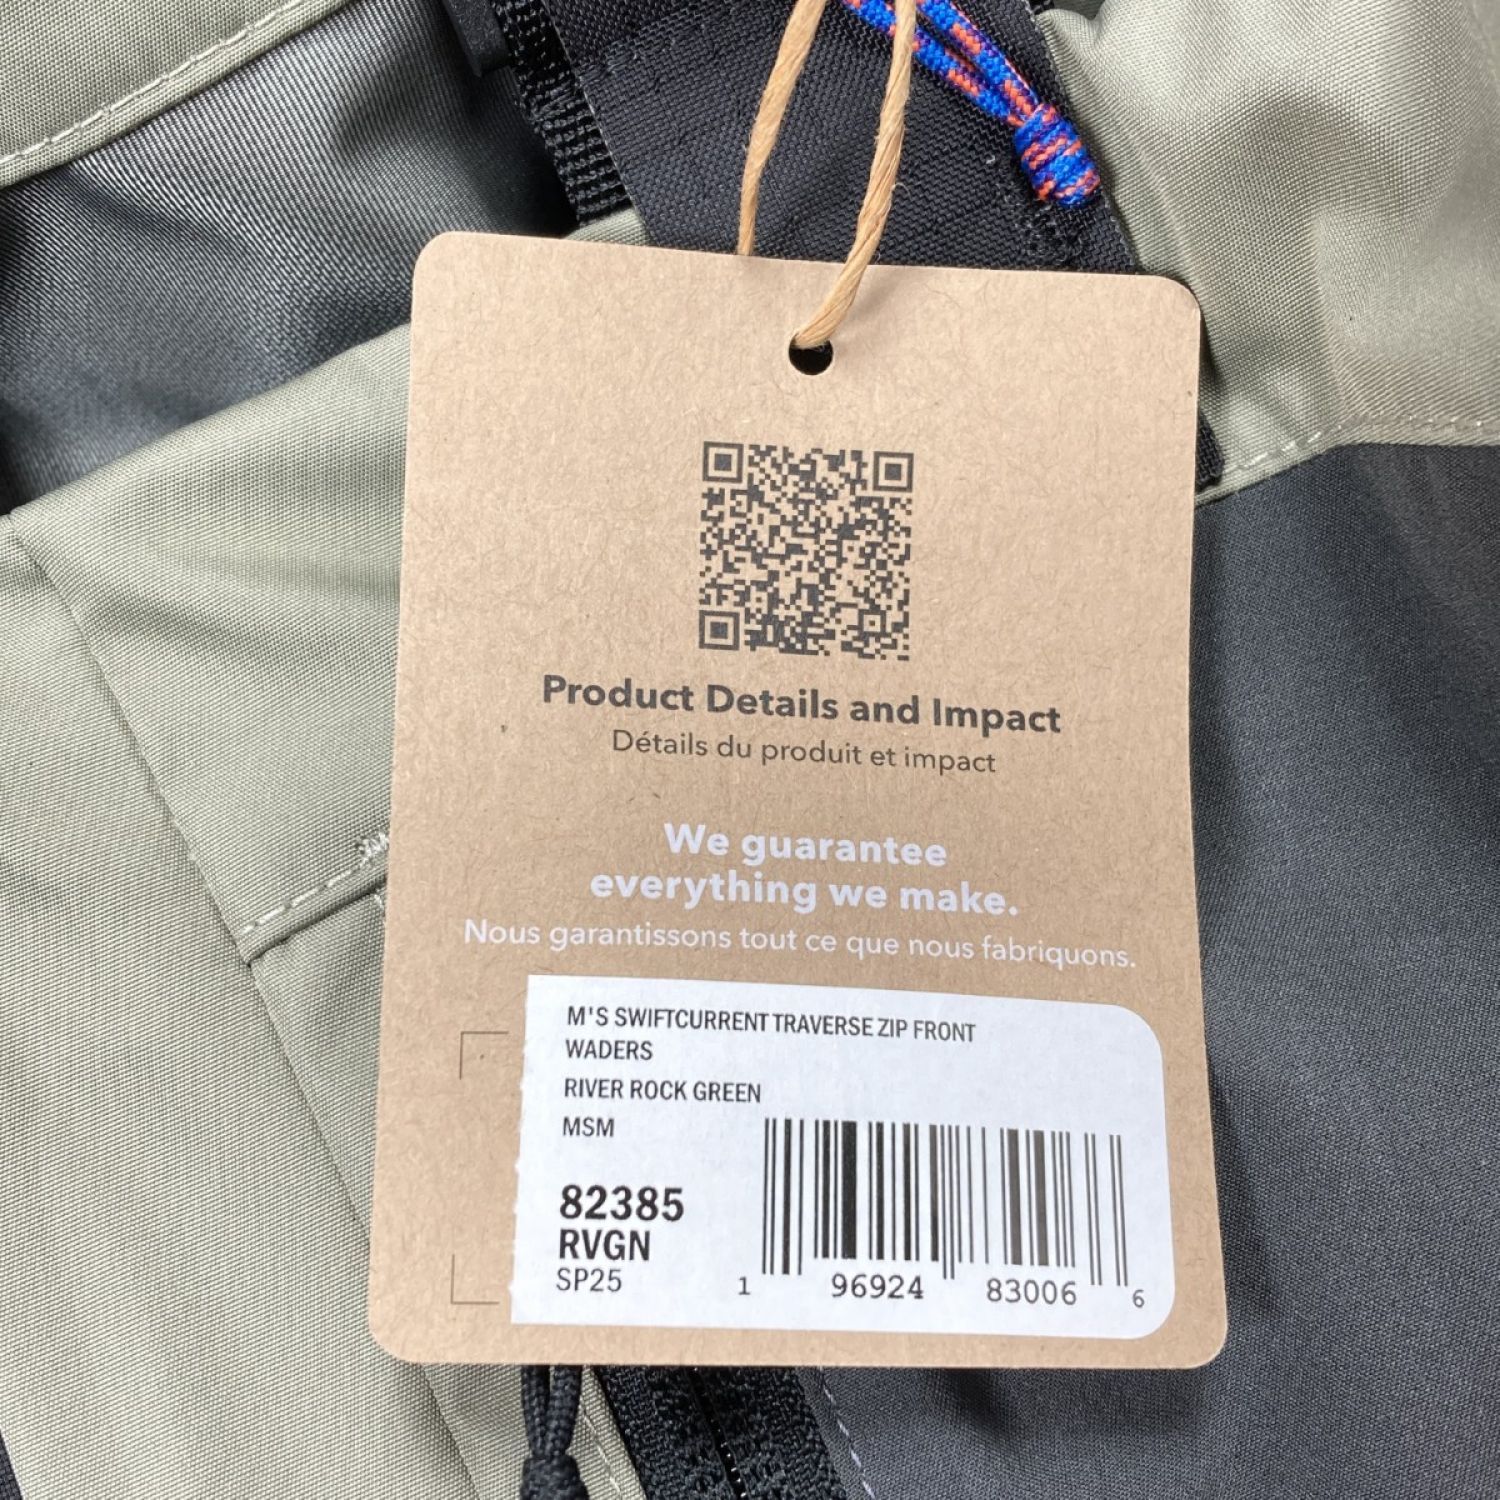 Product Details and Impact
Détails du produit et impact
We guarantee
everything we make.
Nous garantissons tout ce que nous fabriquons.
M'S SWIFTCURRENT TRAVERSE ZIP FRONT
WADERS
RIVER ROCK GREEN
MSM
82385
RVGN
SP25
1 96924 83006 6